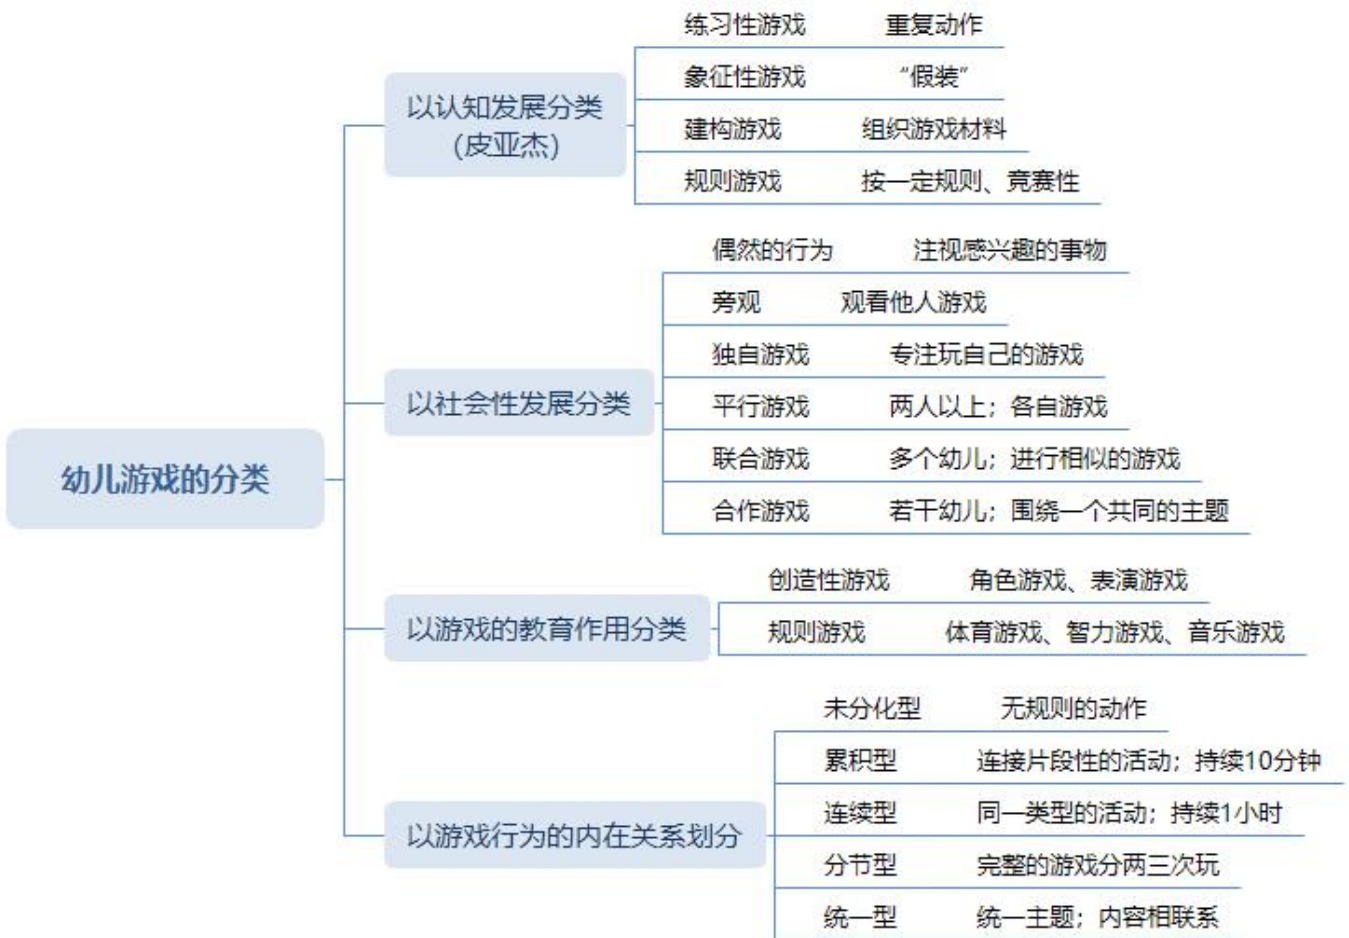 练习性游戏 重复动作
象征性游戏 “假装”
以认知发展分类
(皮亚杰)
建构游戏 组织游戏材料
规则游戏 按一定规则、竞赛性
偶然的行为 注视感兴趣的事物
旁观 观看他人游戏
独自游戏 专注玩自己的游戏
以社会性发展分类
平行游戏 两人以上；各自游戏
联合游戏 多个幼儿；进行相似的游戏
合作游戏 若干幼儿；围绕一个共同的主题
幼儿游戏的分类
创造性游戏 角色游戏、表演游戏
以游戏的教育作用分类
规则游戏 体育游戏、智力游戏、音乐游戏
未分化型 无规则的动作
累积型 连接片段性的活动；持续10分钟
连续型 同一类型的活动；持续1小时
以游戏行为的内在关系划分
分节型 完整的游戏分两三次玩
统一型 统一主题；内容相联系